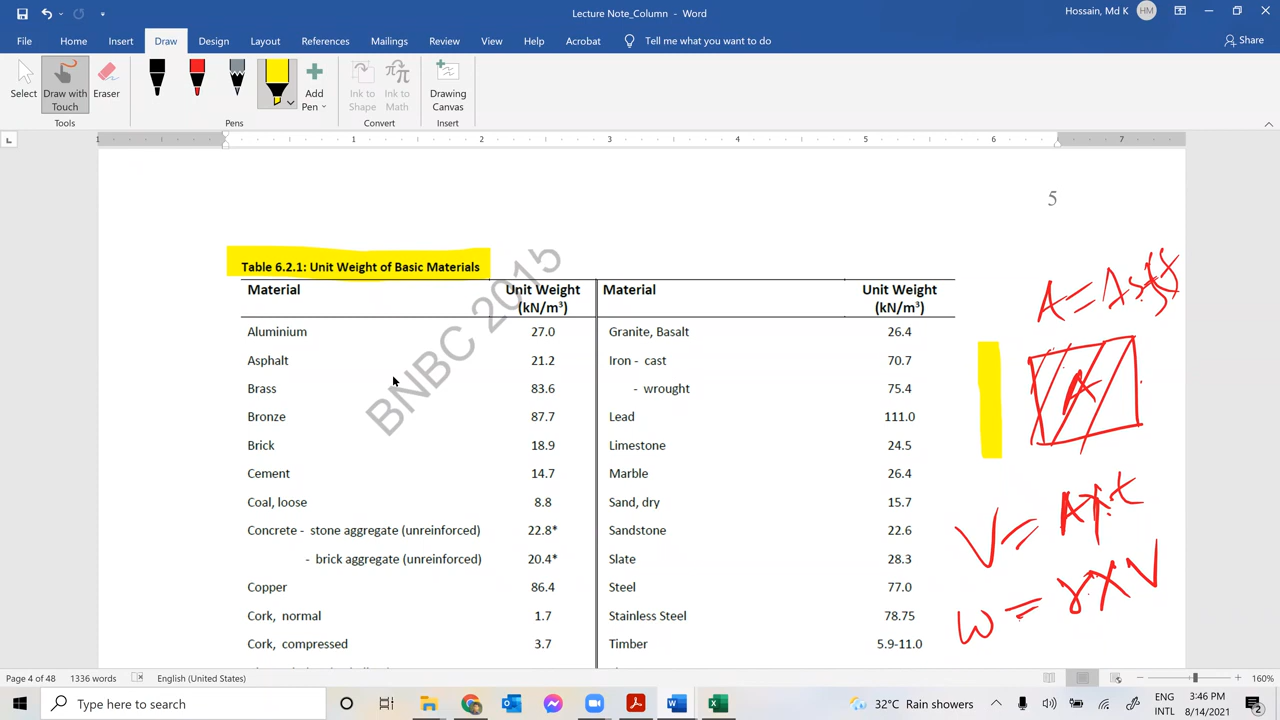 Lecture Note_Column - Word
Hossain, Md K
HM
File Home Insert Draw Design Layout References Mailings Review View Help Acrobat Tell me what you want to do
Share
Select
Draw with Touch
Eraser
Add Pen
Ink to Shape
Ink to Math
Drawing Canvas
Tools
Pens
Convert
Insert
1 1 2 3 4 5 6 7
5
Table 6.2.1: Unit Weight of Basic Materials
BNBC 2015
Material Unit Weight (kN/m³) Material Unit Weight (kN/m³)
Aluminium 27.0 Granite, Basalt 26.4
Asphalt 21.2 Iron - cast 70.7
Brass 83.6 - wrought 75.4
Bronze 87.7 Lead 111.0
Brick 18.9 Limestone 24.5
Cement 14.7 Marble 26.4
Coal, loose 8.8 Sand, dry 15.7
Concrete - stone aggregate (unreinforced) 22.8* Sandstone 22.6
- brick aggregate (unreinforced) 20.4* Slate 28.3
Copper 86.4 Steel 77.0
Cork, normal 1.7 Stainless Steel 78.75
Cork, compressed 3.7 Timber 5.9-11.0
A =
A
V =
W = γ × V
Page 4 of 48 1336 words English (United States) 160%
Type here to search
32°C Rain showers
ENG
INTL
3:46 PM
8/14/2021
2